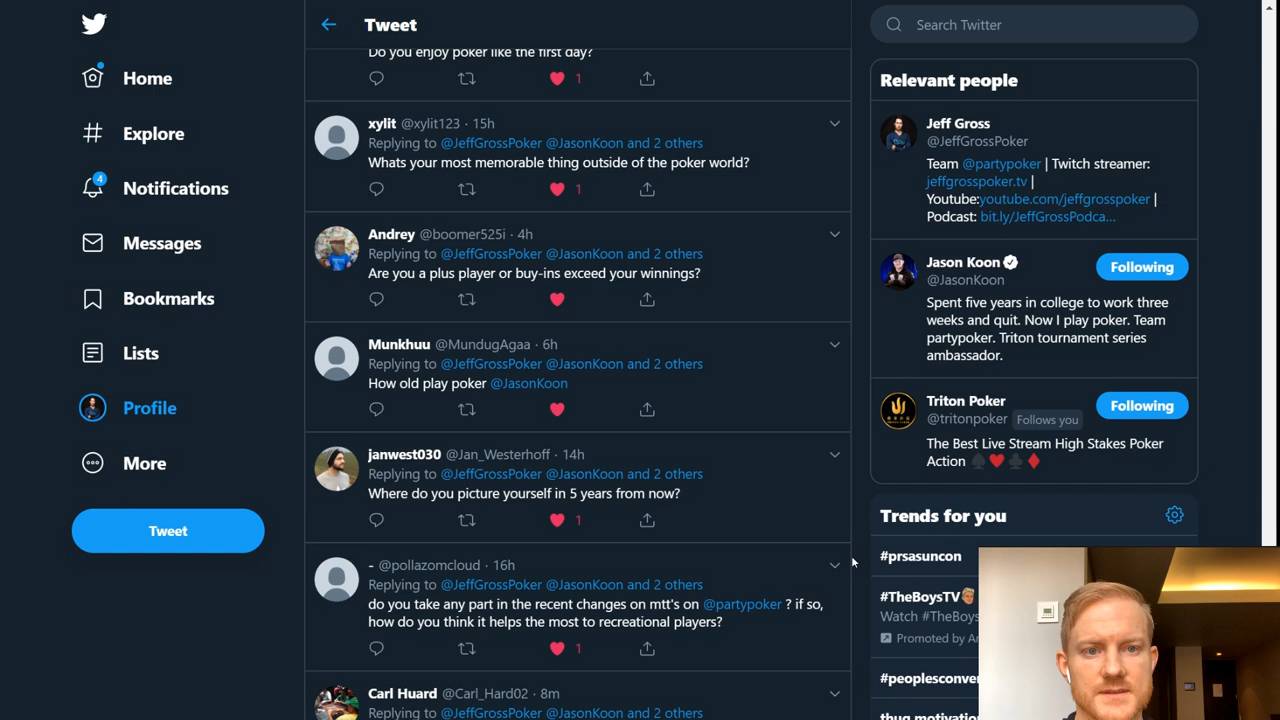 Home
Explore
4
Notifications
Messages
Bookmarks
Lists
Profile
More
Tweet
Tweet
Do you enjoy poker like the first day?
1
xylit @xylit123 · 15h
Replying to @JeffGrossPoker @JasonKoon and 2 others
Whats your most memorable thing outside of the poker world?
1
Andrey @boomer525i · 4h
Replying to @JeffGrossPoker @JasonKoon and 2 others
Are you a plus player or buy-ins exceed your winnings?
Munkhuu @MundugAgaa · 6h
Replying to @JeffGrossPoker @JasonKoon and 2 others
How old play poker @JasonKoon
janwest030 @Jan_Westerhoff · 14h
Replying to @JeffGrossPoker @JasonKoon and 2 others
Where do you picture yourself in 5 years from now?
1
- @pollazomcloud · 16h
Replying to @JeffGrossPoker @JasonKoon and 2 others
do you take any part in the recent changes on mtt's on @partypoker ? if so,
how do you think it helps the most to recreational players?
1
Carl Huard @Carl_Hard02 · 8m
Replying to @JeffGrossPoker @JasonKoon and 2 others
Search Twitter
Relevant people
Jeff Gross
@JeffGrossPoker
Team @partypoker | Twitch streamer:
jeffgrosspoker.tv |
Youtube:youtube.com/jeffgrosspoker |
Podcast: bit.ly/JeffGrossPodca...
Jason Koon
@JasonKoon
Following
Spent five years in college to work three
weeks and quit. Now I play poker. Team
partypoker. Triton tournament series
ambassador.
Triton Poker
@tritonpoker Follows you
Following
The Best Live Stream High Stakes Poker
Action ♠♥♣♦
Trends for you
#prsasuncon
#TheBoysTV
Watch #TheBoys
Promoted by
#peoplesconve
thug motivatio